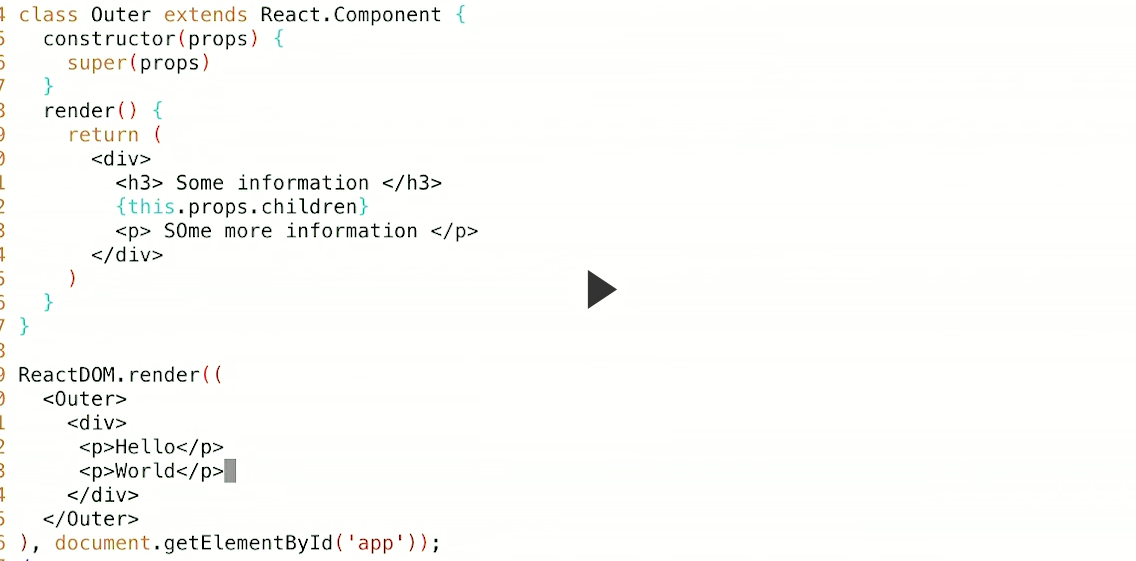 4 class Outer extends React.Component {
5   constructor(props) {
6     super(props)
7   }
8   render() {
9     return (
0       <div>
1         <h3> Some information </h3>
2         {this.props.children}
3         <p> SOme more information </p>
4       </div>
5     )
6   }
7 }
8
9 ReactDOM.render((
0   <Outer>
1     <div>
2      <p>Hello</p>
3      <p>World</p>
4     </div>
5   </Outer>
6 ), document.getElementById('app'));